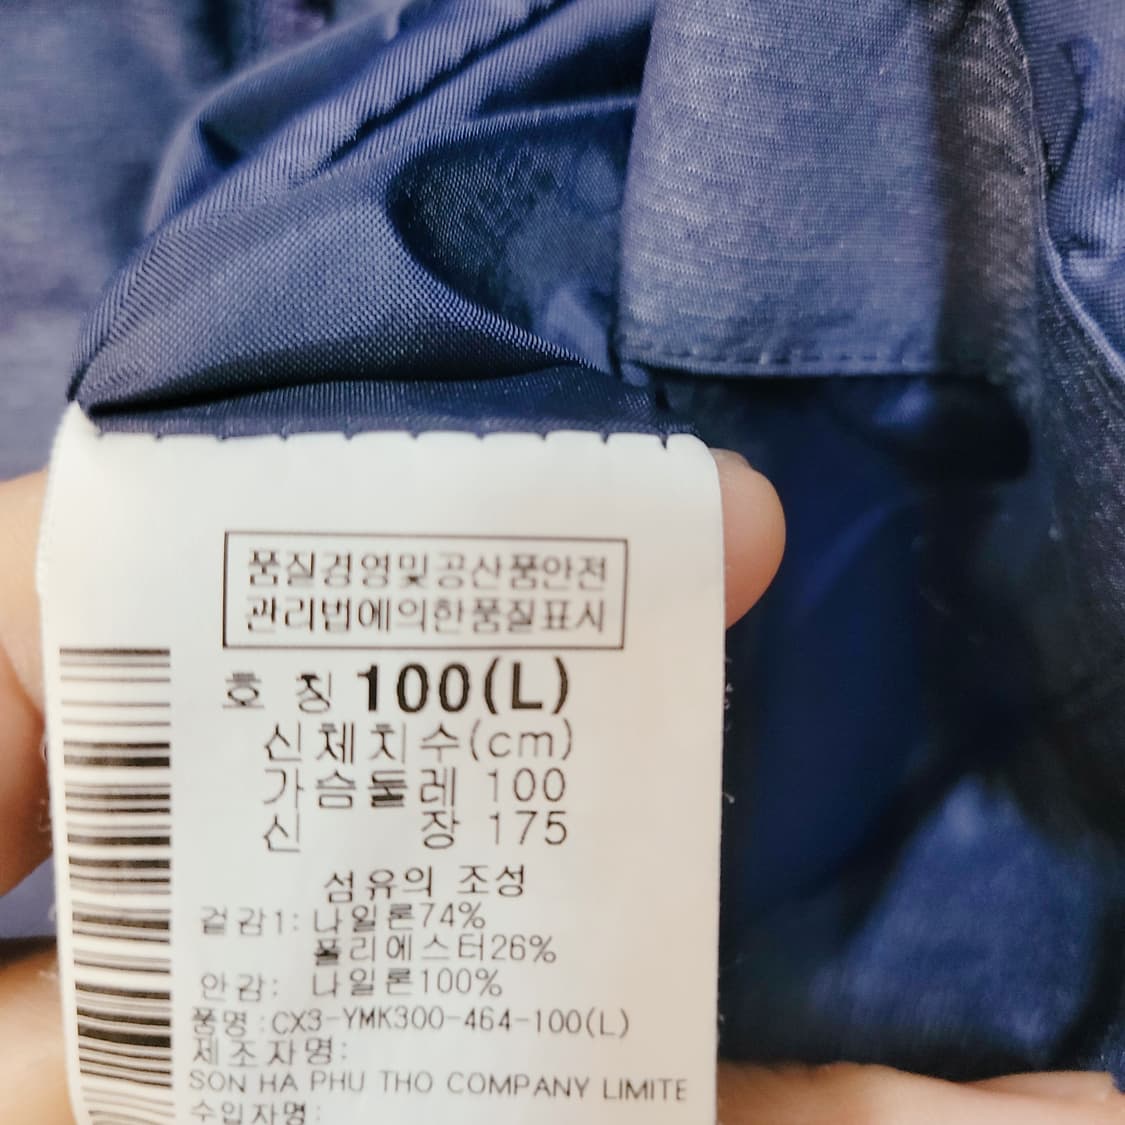 품질경영및공산품안전
관리법에의한품질표시
호 칭 100(L)
신체치수(cm)
가슴둘레 100
신 장 175
섬유의 조성
겉감1: 나일론74%
폴리에스터26%
안감: 나일론100%
품명:CX3-YMK300-464-100(L)
제조자명:
SON HA PHU THO COMPANY LIMITE
수입자명: